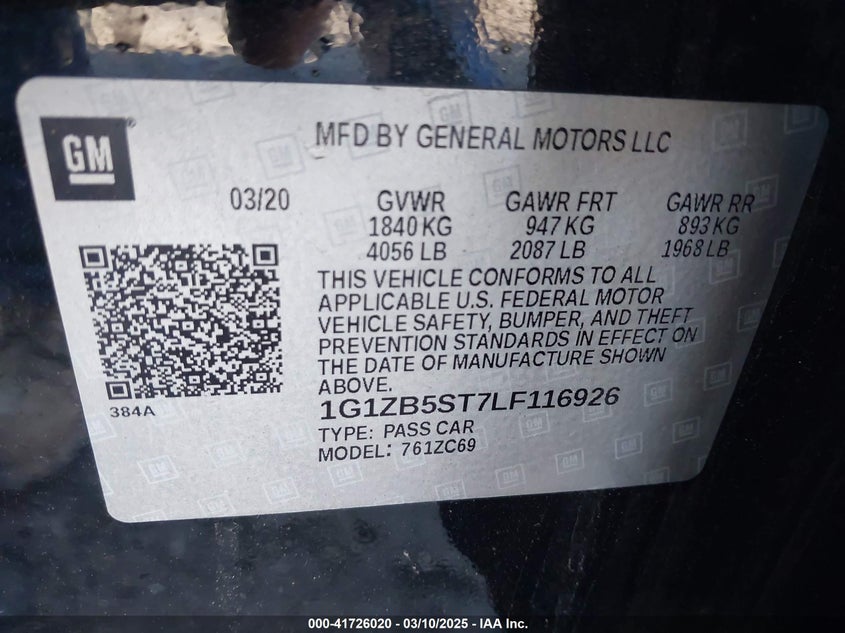 GM
MFD BY GENERAL MOTORS LLC
03/20 GVWR GAWR FRT GAWR RR
1840 KG 947 KG 893 KG
4056 LB 2087 LB 1968 LB
THIS VEHICLE CONFORMS TO ALL
APPLICABLE U.S. FEDERAL MOTOR
VEHICLE SAFETY, BUMPER, AND THEFT
PREVENTION STANDARDS IN EFFECT ON
THE DATE OF MANUFACTURE SHOWN
ABOVE.
384A
1G1ZB5ST7LF116926
TYPE: PASS CAR
MODEL: 761ZC69
000-41726020 — 03/10/2025 — IAA Inc.